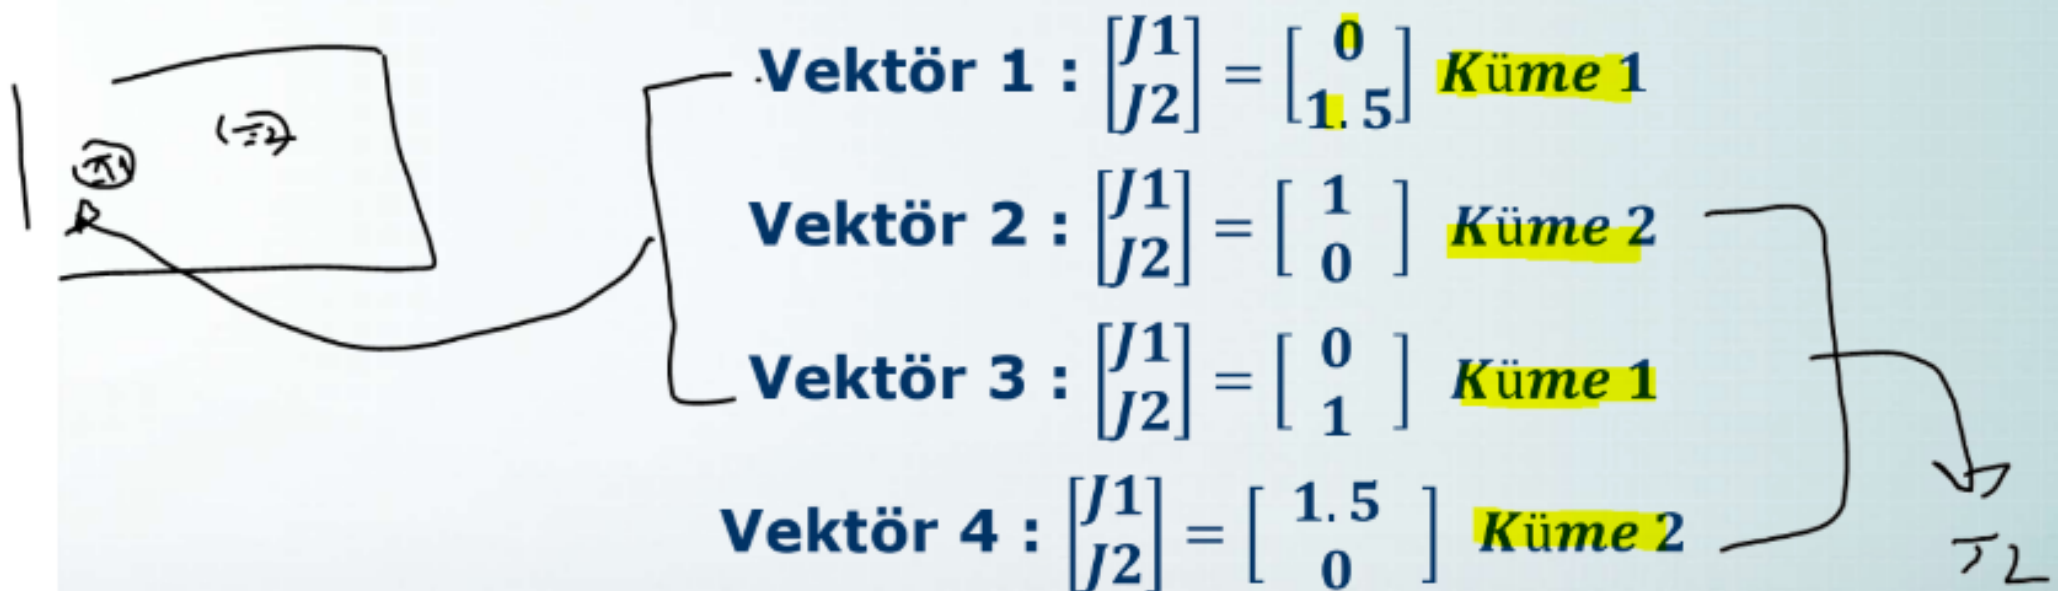 Vektör 1 : [J1 J2] = [0 1.5] Küme 1
Vektör 2 : [J1 J2] = [1 0] Küme 2
Vektör 3 : [J1 J2] = [0 1] Küme 1
Vektör 4 : [J1 J2] = [1.5 0] Küme 2